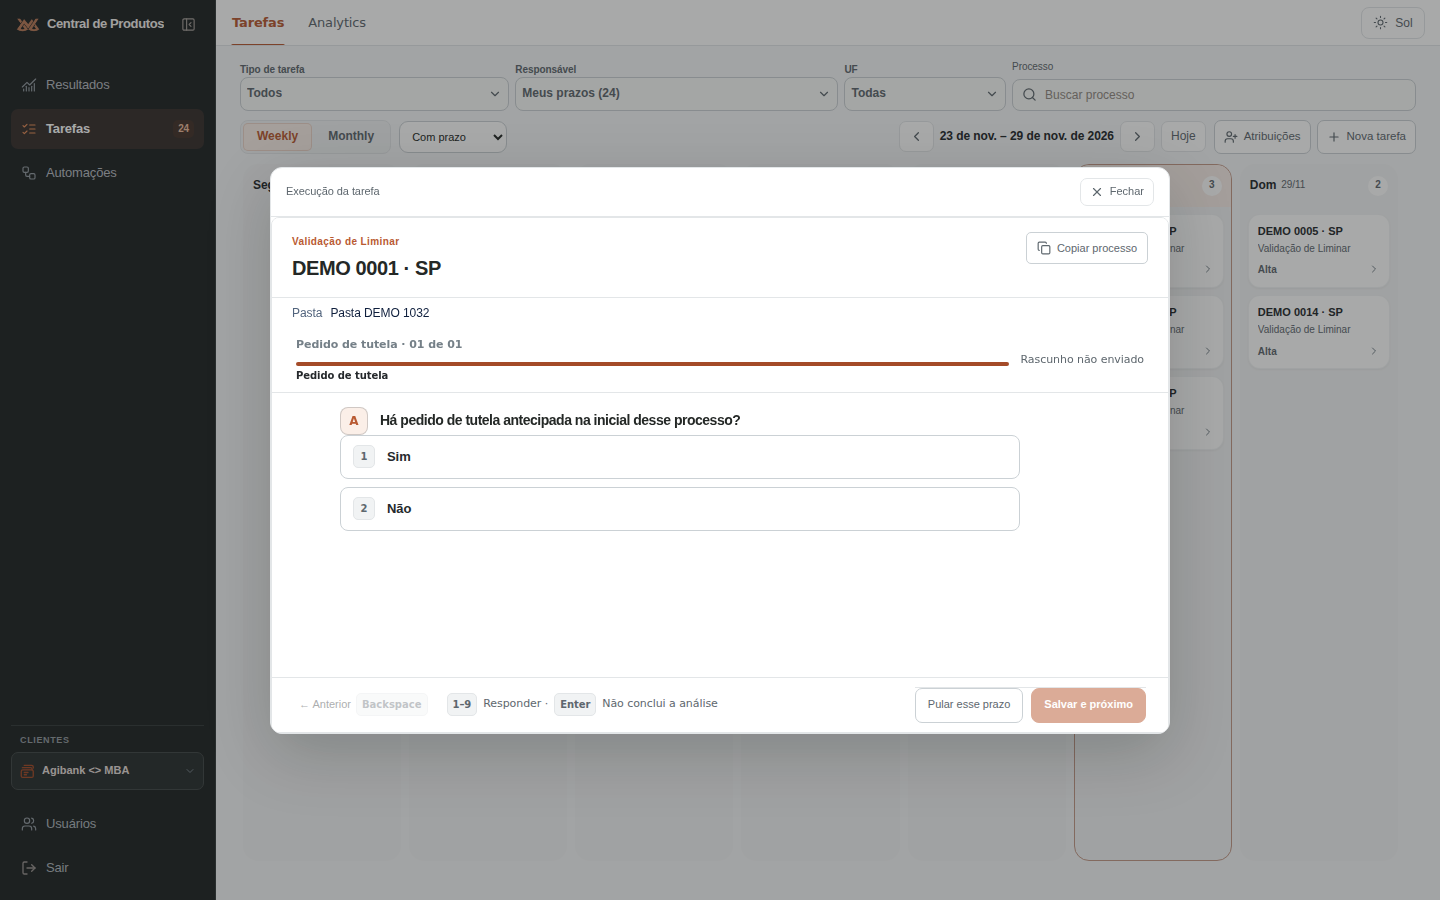 Central de Produtos
Resultados
Tarefas 24
Automações
CLIENTES
Agibank <> MBA
Usuários
Sair
Tarefas Analytics
Sol
Tipo de tarefa
Todos
Responsável
Meus prazos (24)
UF
Todas
Processo
Buscar processo
Weekly Monthly
Com prazo
23 de nov. – 29 de nov. de 2026
Hoje
Atribuições
Nova tarefa
3
Dom 29/11 2
DEMO 0005 · SP
Validação de Liminar
Alta
DEMO 0014 · SP
Validação de Liminar
Alta
Execução da tarefa
Fechar
Validação de Liminar
DEMO 0001 · SP
Copiar processo
Pasta Pasta DEMO 1032
Pedido de tutela · 01 de 01
Rascunho não enviado
Pedido de tutela
A Há pedido de tutela antecipada na inicial desse processo?
1 Sim
2 Não
← Anterior Backspace 1–9 Responder · Enter Não conclui a análise
Pular esse prazo
Salvar e próximo